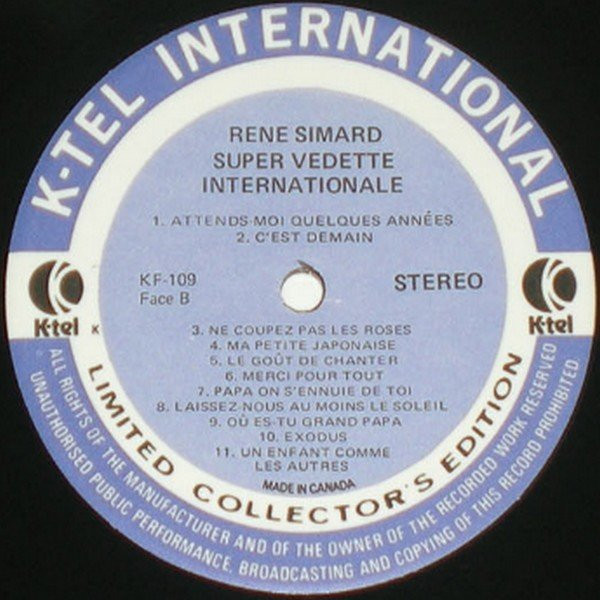 K-TEL INTERNATIONAL
RENE SIMARD
SUPER VEDETTE
INTERNATIONALE
1. ATTENDS-MOI QUELQUES ANNÉES
2. C'EST DEMAIN
KF-109
Face B
STEREO
K-tel
K
K-tel
3. NE COUPEZ PAS LES ROSES
4. MA PETITE JAPONAISE
5. LE GOÛT DE CHANTER
6. MERCI POUR TOUT
7. PAPA ON S'ENNUIE DE TOI
8. LAISSEZ-NOUS AU MOINS LE SOLEIL
9. OÙ ES-TU GRAND PAPA
10. EXODUS
11. UN ENFANT COMME
LES AUTRES
MADE IN CANADA
LIMITED COLLECTOR'S EDITION
ALL RIGHTS OF THE MANUFACTURER AND OF THE OWNER OF THE RECORDED WORK RESERVED
UNAUTHORISED PUBLIC PERFORMANCE, BROADCASTING AND COPYING OF THIS RECORD PROHIBITED.